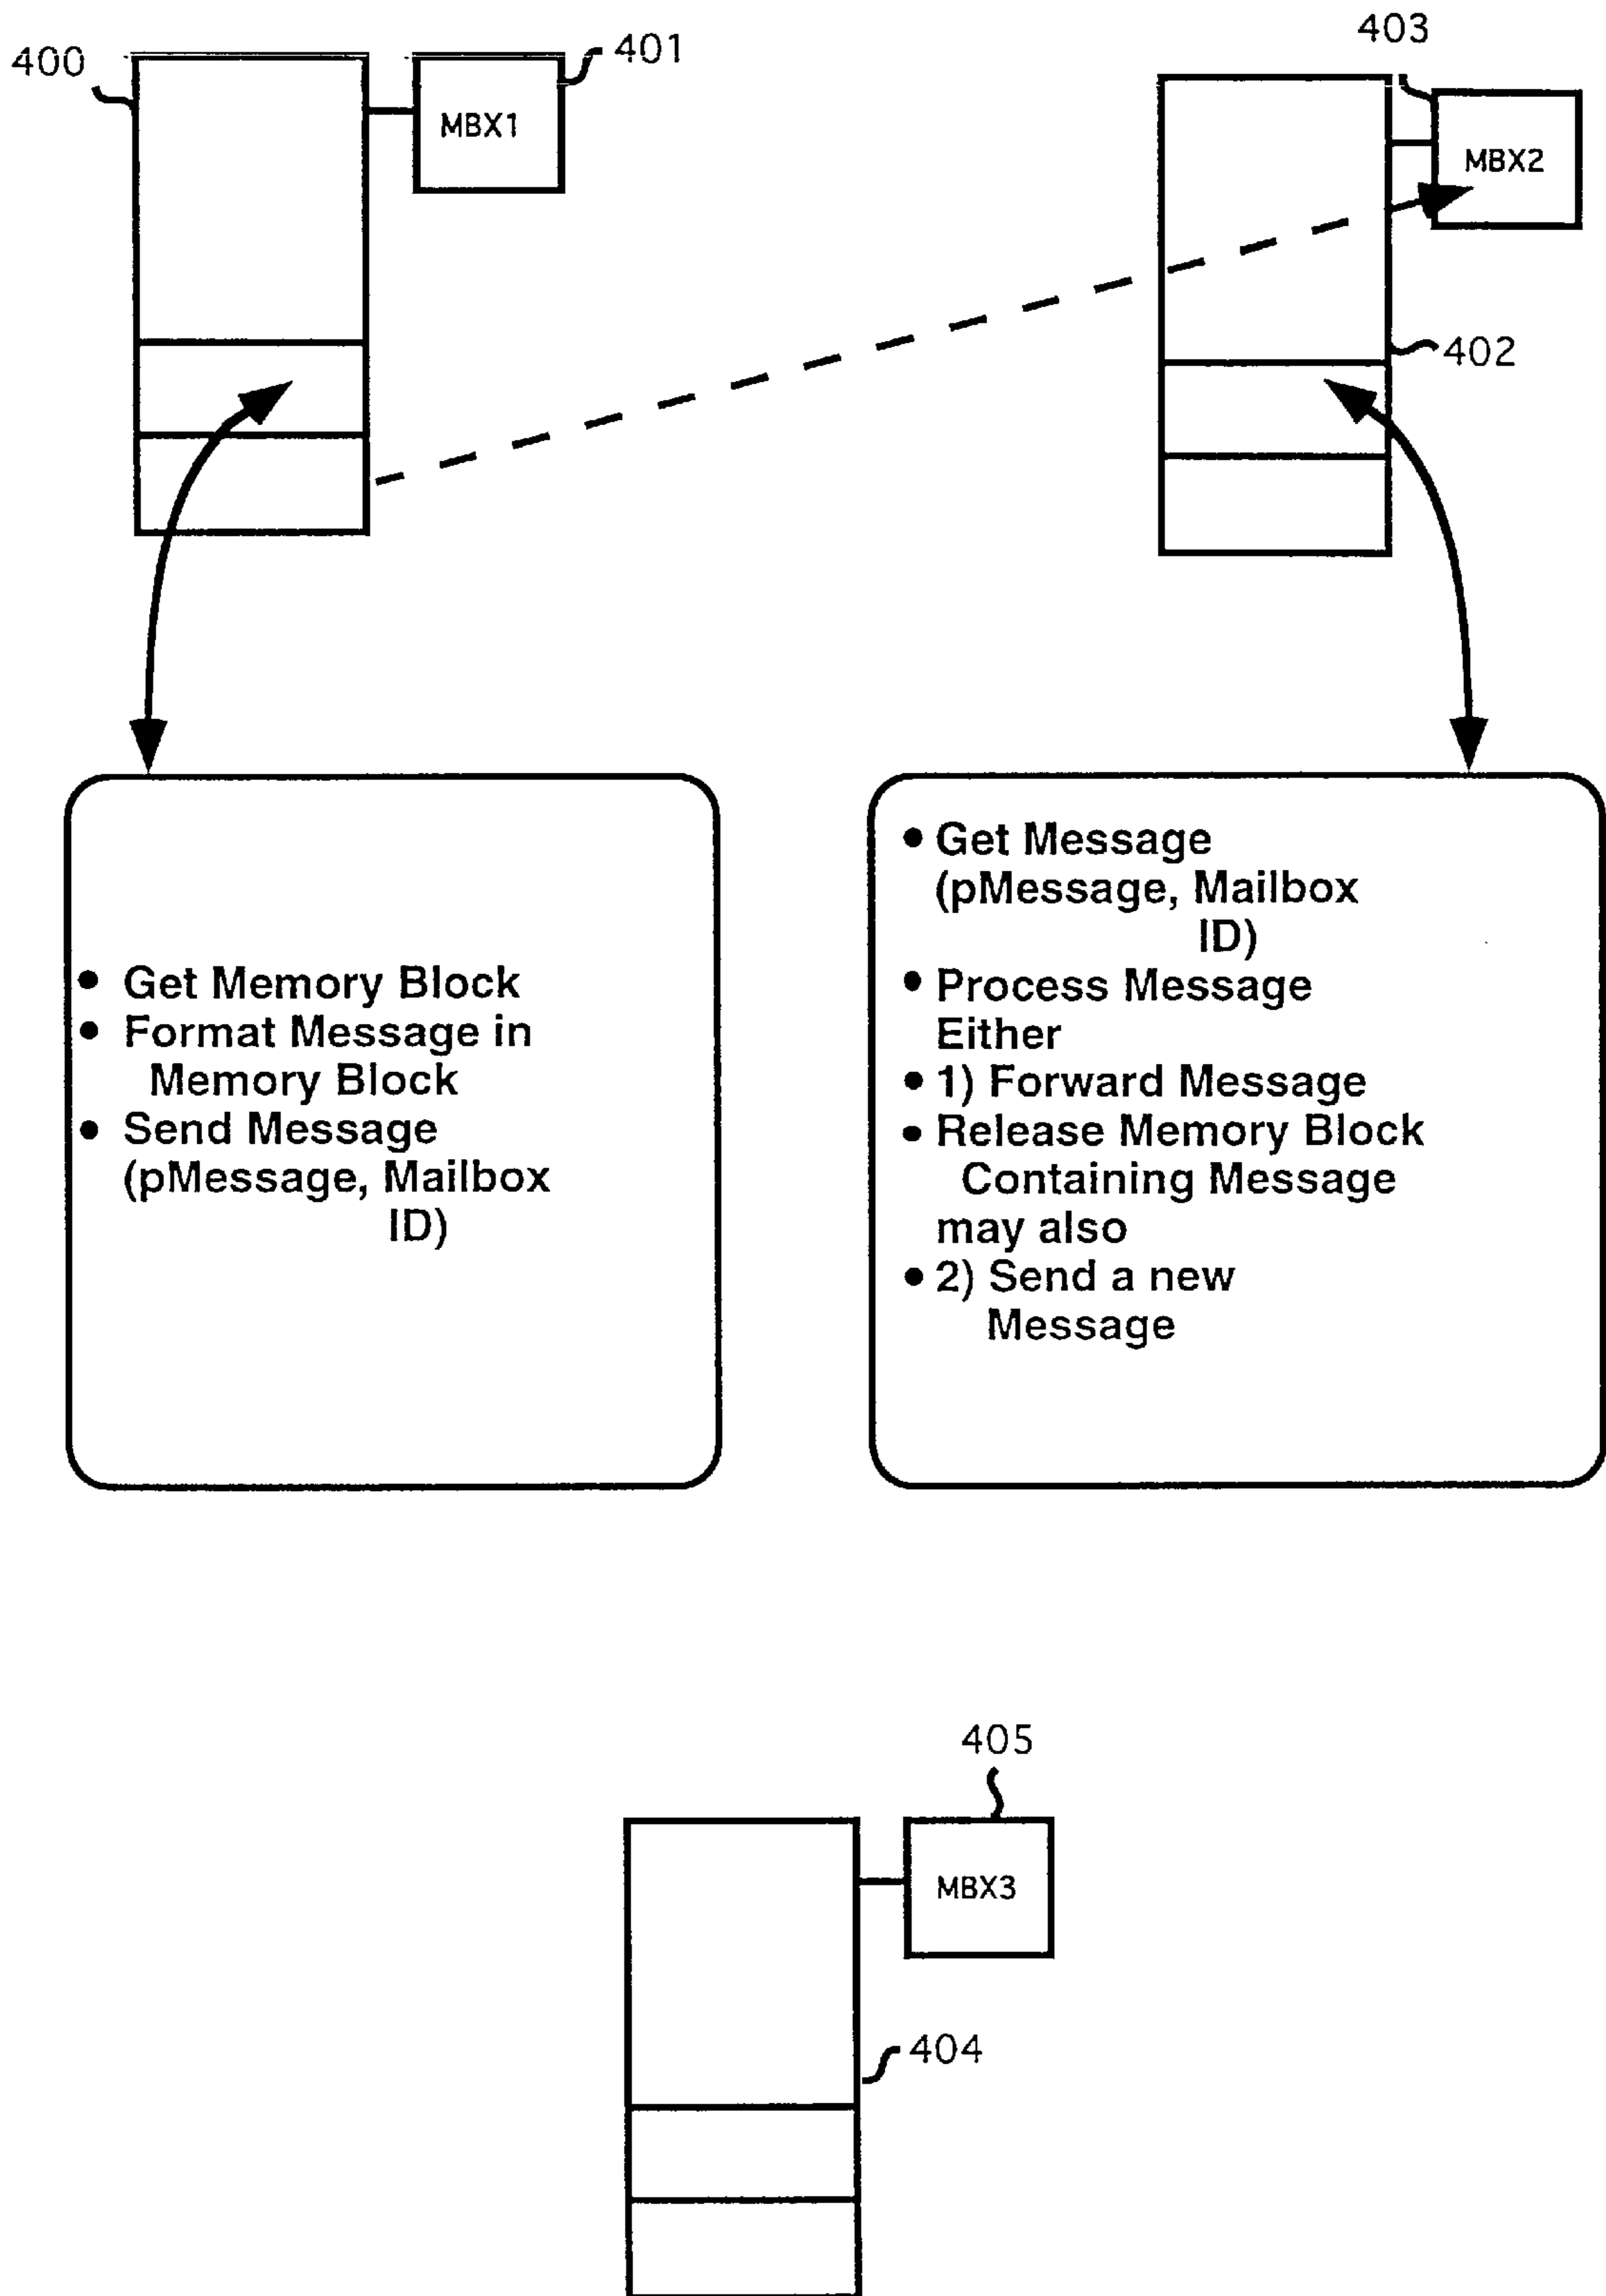 400
401
403
MBX1
MBX2
402
• Get Memory Block
• Format Message in
Memory Block
• Send Message
(pMessage, Mailbox
ID)
• Get Message
(pMessage, Mailbox
ID)
• Process Message
Either
• 1) Forward Message
• Release Memory Block
Containing Message
may also
• 2) Send a new
Message
405
MBX3
404